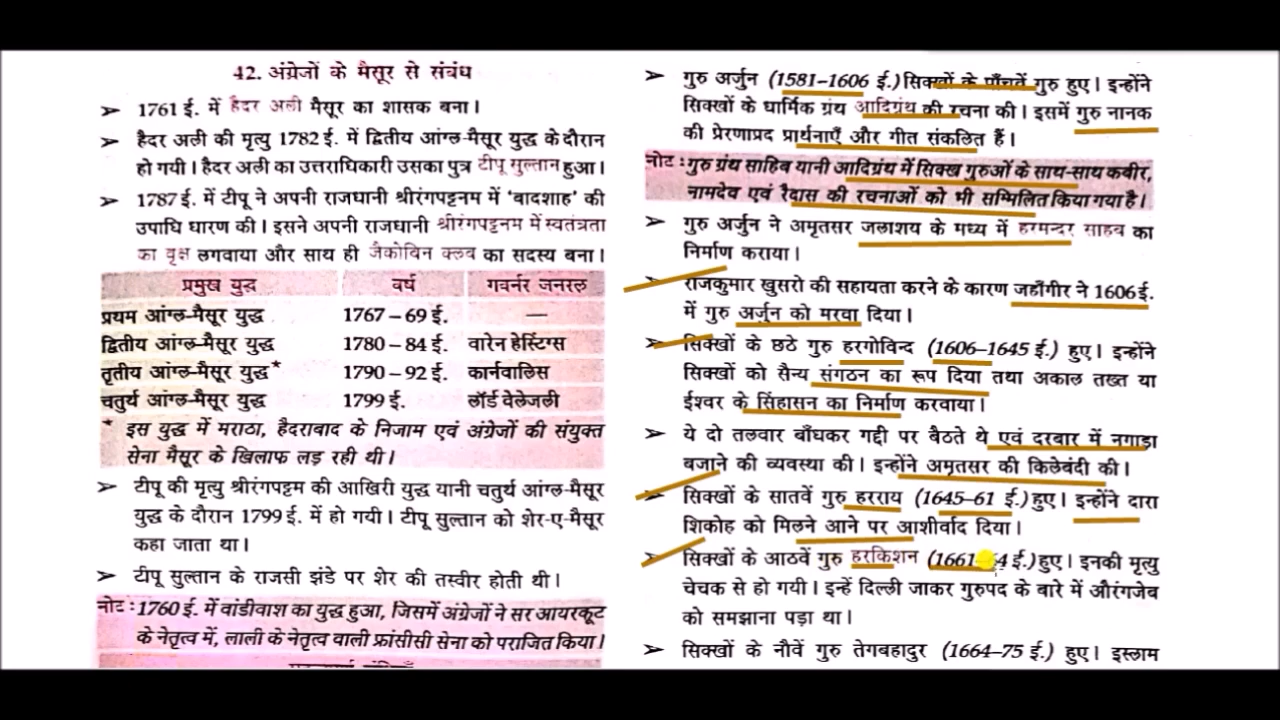 42. अंग्रेजों के मैसूर से संबंध
➤ 1761 ई. में हैदर अली मैसूर का शासक बना।
➤ हैदर अली की मृत्यु 1782 ई. में द्वितीय आंग्ल-मैसूर युद्ध के दौरान
हो गयी। हैदर अली का उत्तराधिकारी उसका पुत्र टीपू सुल्तान हुआ।
➤ 1787 ई. में टीपू ने अपनी राजधानी श्रीरंगपट्टनम में ‘बादशाह’ की
उपाधि धारण की। इसने अपनी राजधानी श्रीरंगपट्टनम में स्वतंत्रता
का वृक्ष लगवाया और साथ ही जैकोबिन क्लब का सदस्य बना।
प्रमुख युद्ध वर्ष गवर्नर जनरल
प्रथम आंग्ल-मैसूर युद्ध 1767 – 69 ई. —
द्वितीय आंग्ल-मैसूर युद्ध 1780 – 84 ई. वारेन हेस्टिंग्स
तृतीय आंग्ल-मैसूर युद्ध* 1790 – 92 ई. कार्नवालिस
चतुर्थ आंग्ल-मैसूर युद्ध 1799 ई. लॉर्ड वेलेजली
* इस युद्ध में मराठा, हैदराबाद के निजाम एवं अंग्रेजों की संयुक्त
सेना मैसूर के खिलाफ लड़ रही थी।
➤ टीपू की मृत्यु श्रीरंगपट्टम की आखिरी युद्ध यानी चतुर्थ आंग्ल-मैसूर
युद्ध के दौरान 1799 ई. में हो गयी। टीपू सुल्तान को शेर-ए-मैसूर
कहा जाता था।
➤ टीपू सुल्तान के राजसी झंडे पर शेर की तस्वीर होती थी।
नोट : 1760 ई. में वांडीवाश का युद्ध हुआ, जिसमें अंग्रेजों ने सर आयरकूट
के नेतृत्व में, लाली के नेतृत्व वाली फ्रांसीसी सेना को पराजित किया।
➤ गुरु अर्जुन (1581–1606 ई.) सिक्खों के पाँचवें गुरु हुए। इन्होंने
सिक्खों के धार्मिक ग्रंथ आदिग्रंथ की रचना की। इसमें गुरु नानक
की प्रेरणाप्रद प्रार्थनाएँ और गीत संकलित हैं।
नोट : गुरु ग्रंथ साहिब यानी आदिग्रंथ में सिक्ख गुरुओं के साथ-साथ कबीर,
नामदेव एवं रैदास की रचनाओं को भी सम्मिलित किया गया है।
➤ गुरु अर्जुन ने अमृतसर जलाशय के मध्य में हरमन्दर साहब का
निर्माण कराया।
➤ राजकुमार खुसरो की सहायता करने के कारण जहाँगीर ने 1606 ई.
में गुरु अर्जुन को मरवा दिया।
➤ सिक्खों के छठे गुरु हरगोविन्द (1606–1645 ई.) हुए। इन्होंने
सिक्खों को सैन्य संगठन का रूप दिया तथा अकाल तख्त या
ईश्वर के सिंहासन का निर्माण करवाया।
➤ ये दो तलवार बाँधकर गद्दी पर बैठते थे एवं दरबार में नगाड़ा
बजाने की व्यवस्था की। इन्होंने अमृतसर की किलेबंदी की।
➤ सिक्खों के सातवें गुरु हरराय (1645–61 ई.) हुए। इन्होंने दारा
शिकोह को मिलने आने पर आशीर्वाद दिया।
➤ सिक्खों के आठवें गुरु हरकिशन (1661–64 ई.) हुए। इनकी मृत्यु
चेचक से हो गयी। इन्हें दिल्ली जाकर गुरुपद के बारे में औरंगजेब
को समझाना पड़ा था।
➤ सिक्खों के नौवें गुरु तेगबहादुर (1664–75 ई.) हुए। इस्लाम